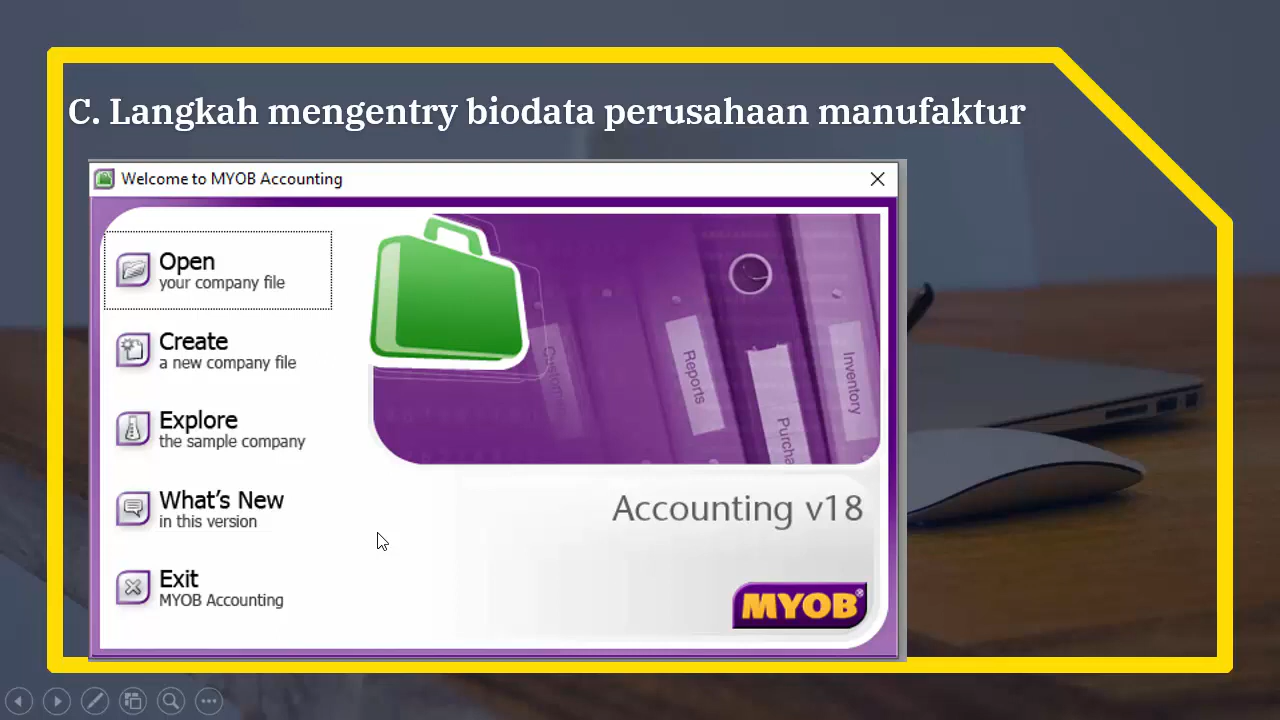 C. Langkah mengentry biodata perusahaan manufaktur
Welcome to MYOB Accounting
Open
your company file
Create
a new company file
Explore
the sample company
What's New
in this version
Exit
MYOB Accounting
Reports
Inventory
Accounting v18
MYOB®